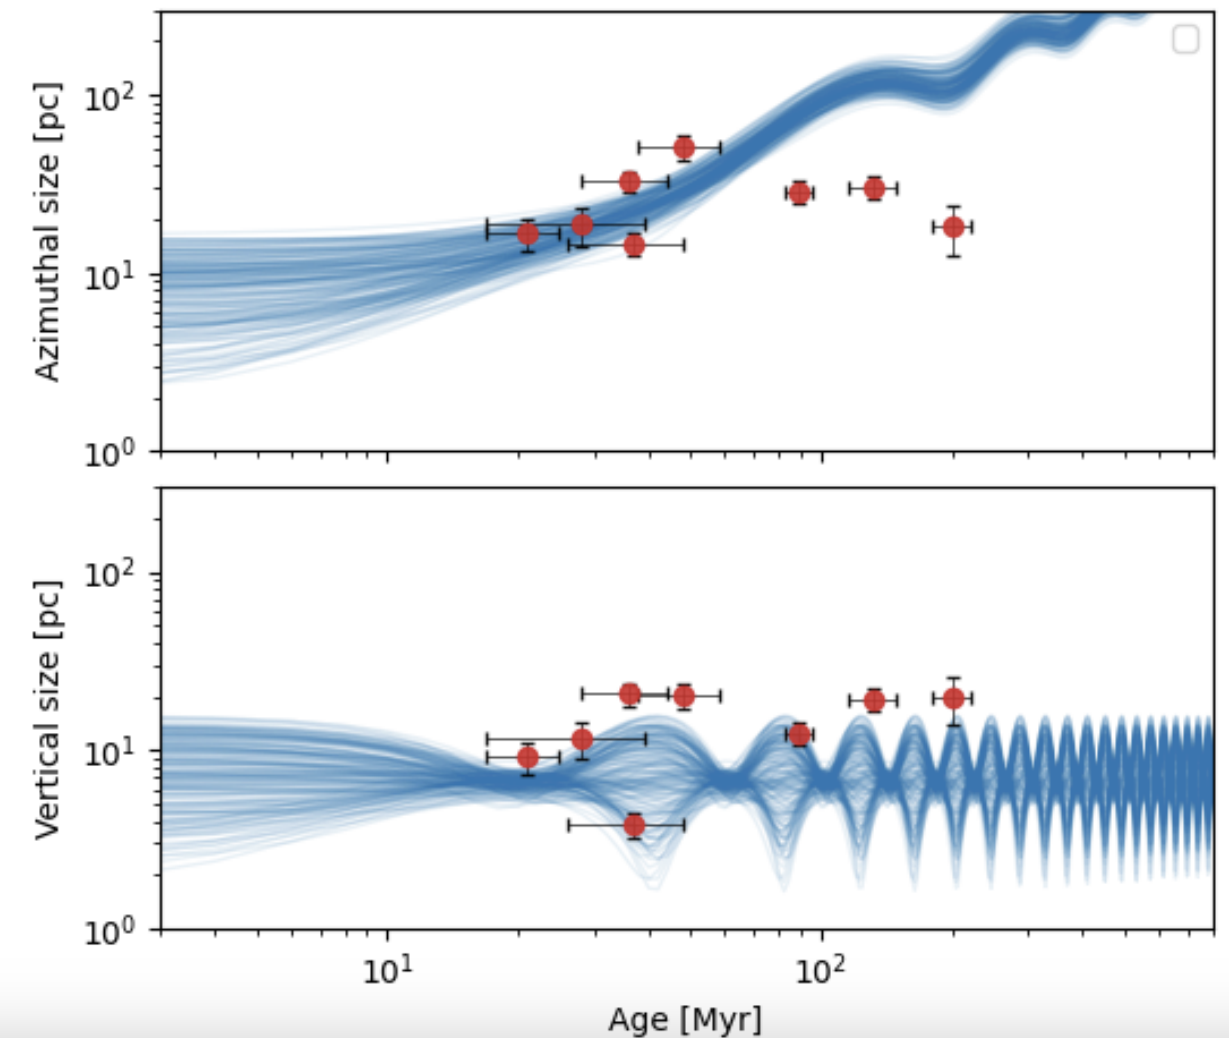 Azimuthal size [pc]
10²
10¹
10⁰
Vertical size [pc]
10²
10¹
10⁰
10¹ 10²
Age [Myr]